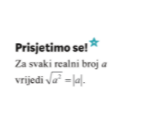 Prisjetimo se!
Za svaki realni broj a
vrijedi √a² = |a|.